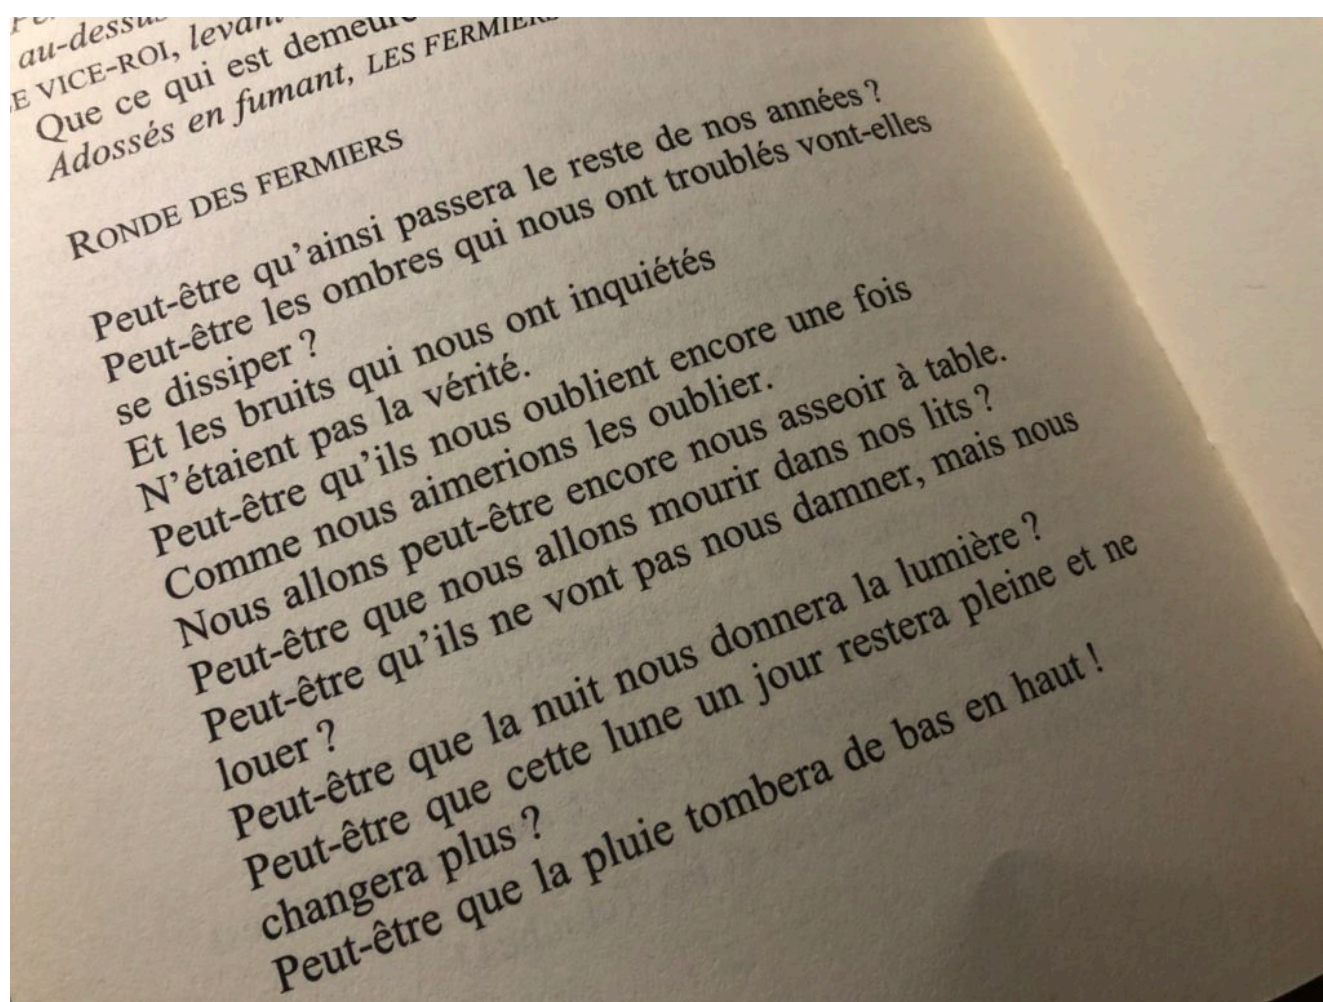 au-dessus
VICE-ROI, levant
Que ce qui est demeuré
Adossés en fumant, LES FERMIERS
RONDE DES FERMIERS
Peut-être qu'ainsi passera le reste de nos années ?
Peut-être les ombres qui nous ont troublés vont-elles
se dissiper ?
Et les bruits qui nous ont inquiétés
N'étaient pas la vérité.
Peut-être qu'ils nous oublient encore une fois
Comme nous aimerions les oublier.
Nous allons peut-être encore nous asseoir à table.
Peut-être que nous allons mourir dans nos lits ?
Peut-être qu'ils ne vont pas nous damner, mais nous
louer ?
Peut-être que la nuit nous donnera la lumière ?
Peut-être que cette lune un jour restera pleine et ne
changera plus ?
Peut-être que la pluie tombera de bas en haut !